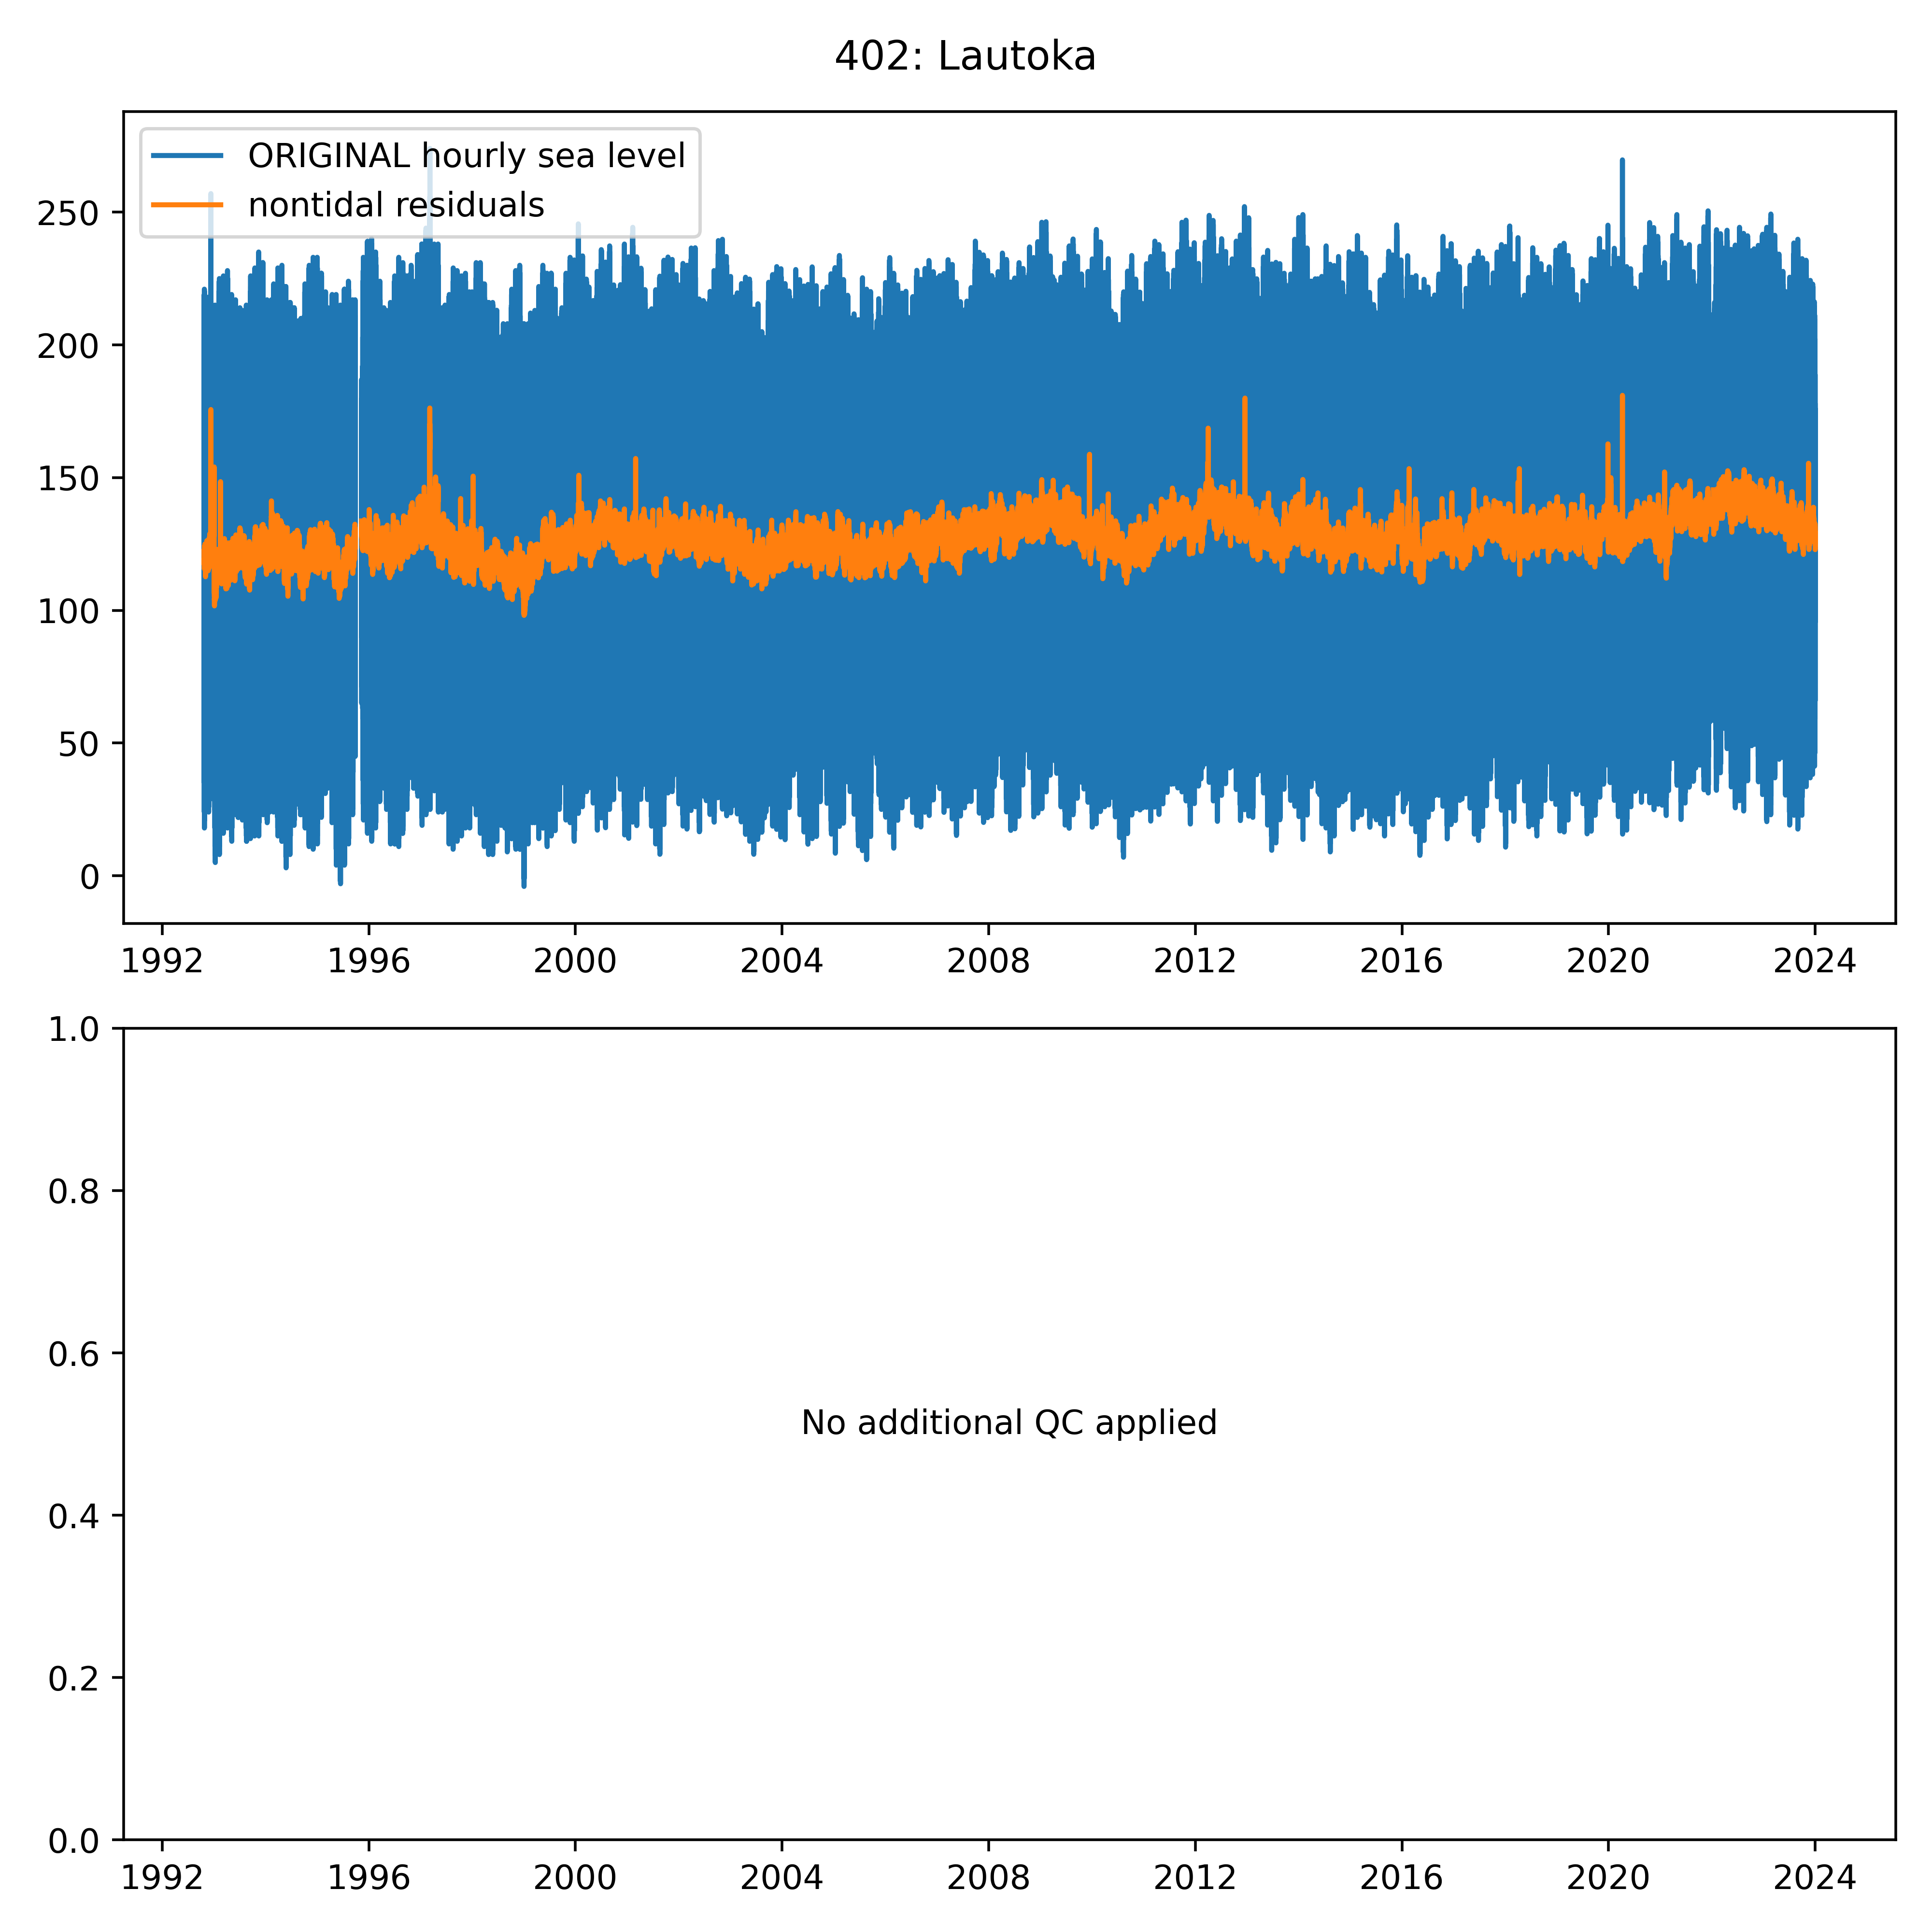 402: Lautoka
ORIGINAL hourly sea level
nontidal residuals
250
200
150
100
50
0
1992 1996 2000 2004 2008 2012 2016 2020 2024
1.0
0.8
0.6
No additional QC applied
0.4
0.2
0.0
1992 1996 2000 2004 2008 2012 2016 2020 2024